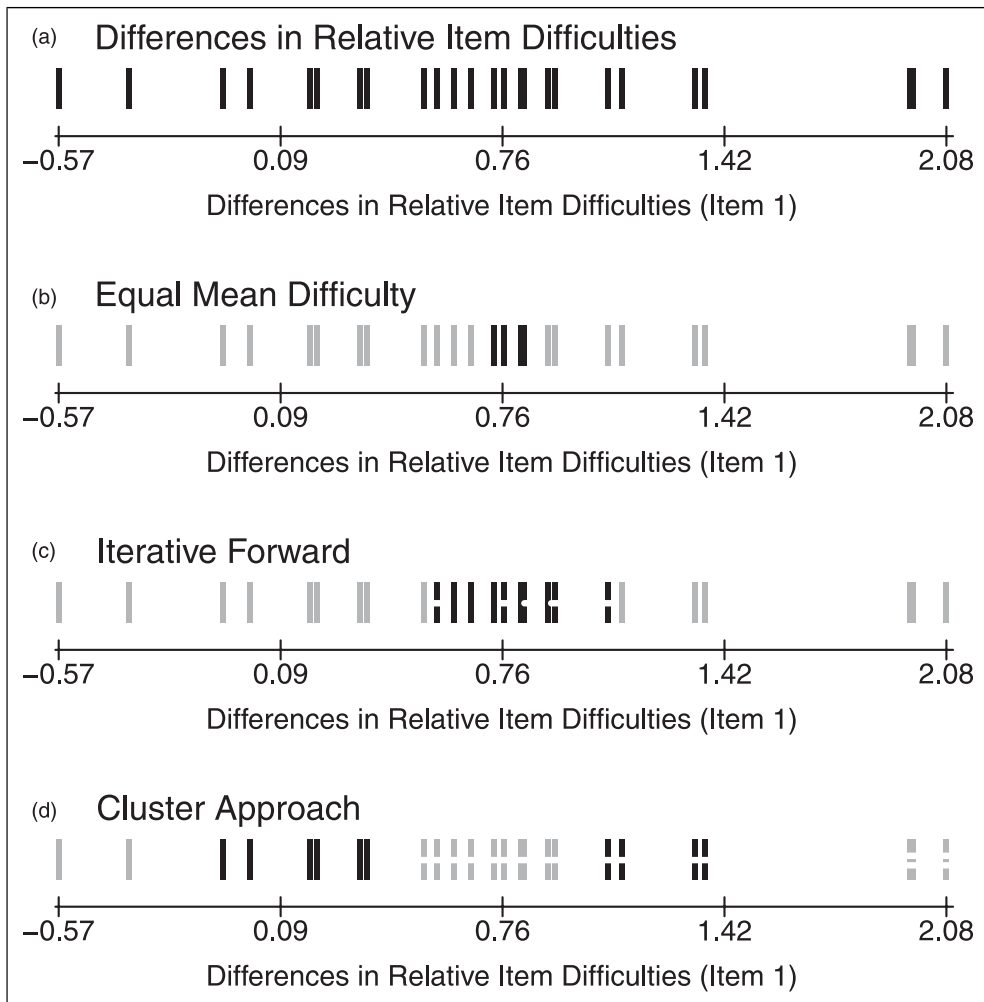 (a) Differences in Relative Item Difficulties
−0.57 0.09 0.76 1.42 2.08
Differences in Relative Item Difficulties (Item 1)
(b) Equal Mean Difficulty
−0.57 0.09 0.76 1.42 2.08
Differences in Relative Item Difficulties (Item 1)
(c) Iterative Forward
−0.57 0.09 0.76 1.42 2.08
Differences in Relative Item Difficulties (Item 1)
(d) Cluster Approach
−0.57 0.09 0.76 1.42 2.08
Differences in Relative Item Difficulties (Item 1)